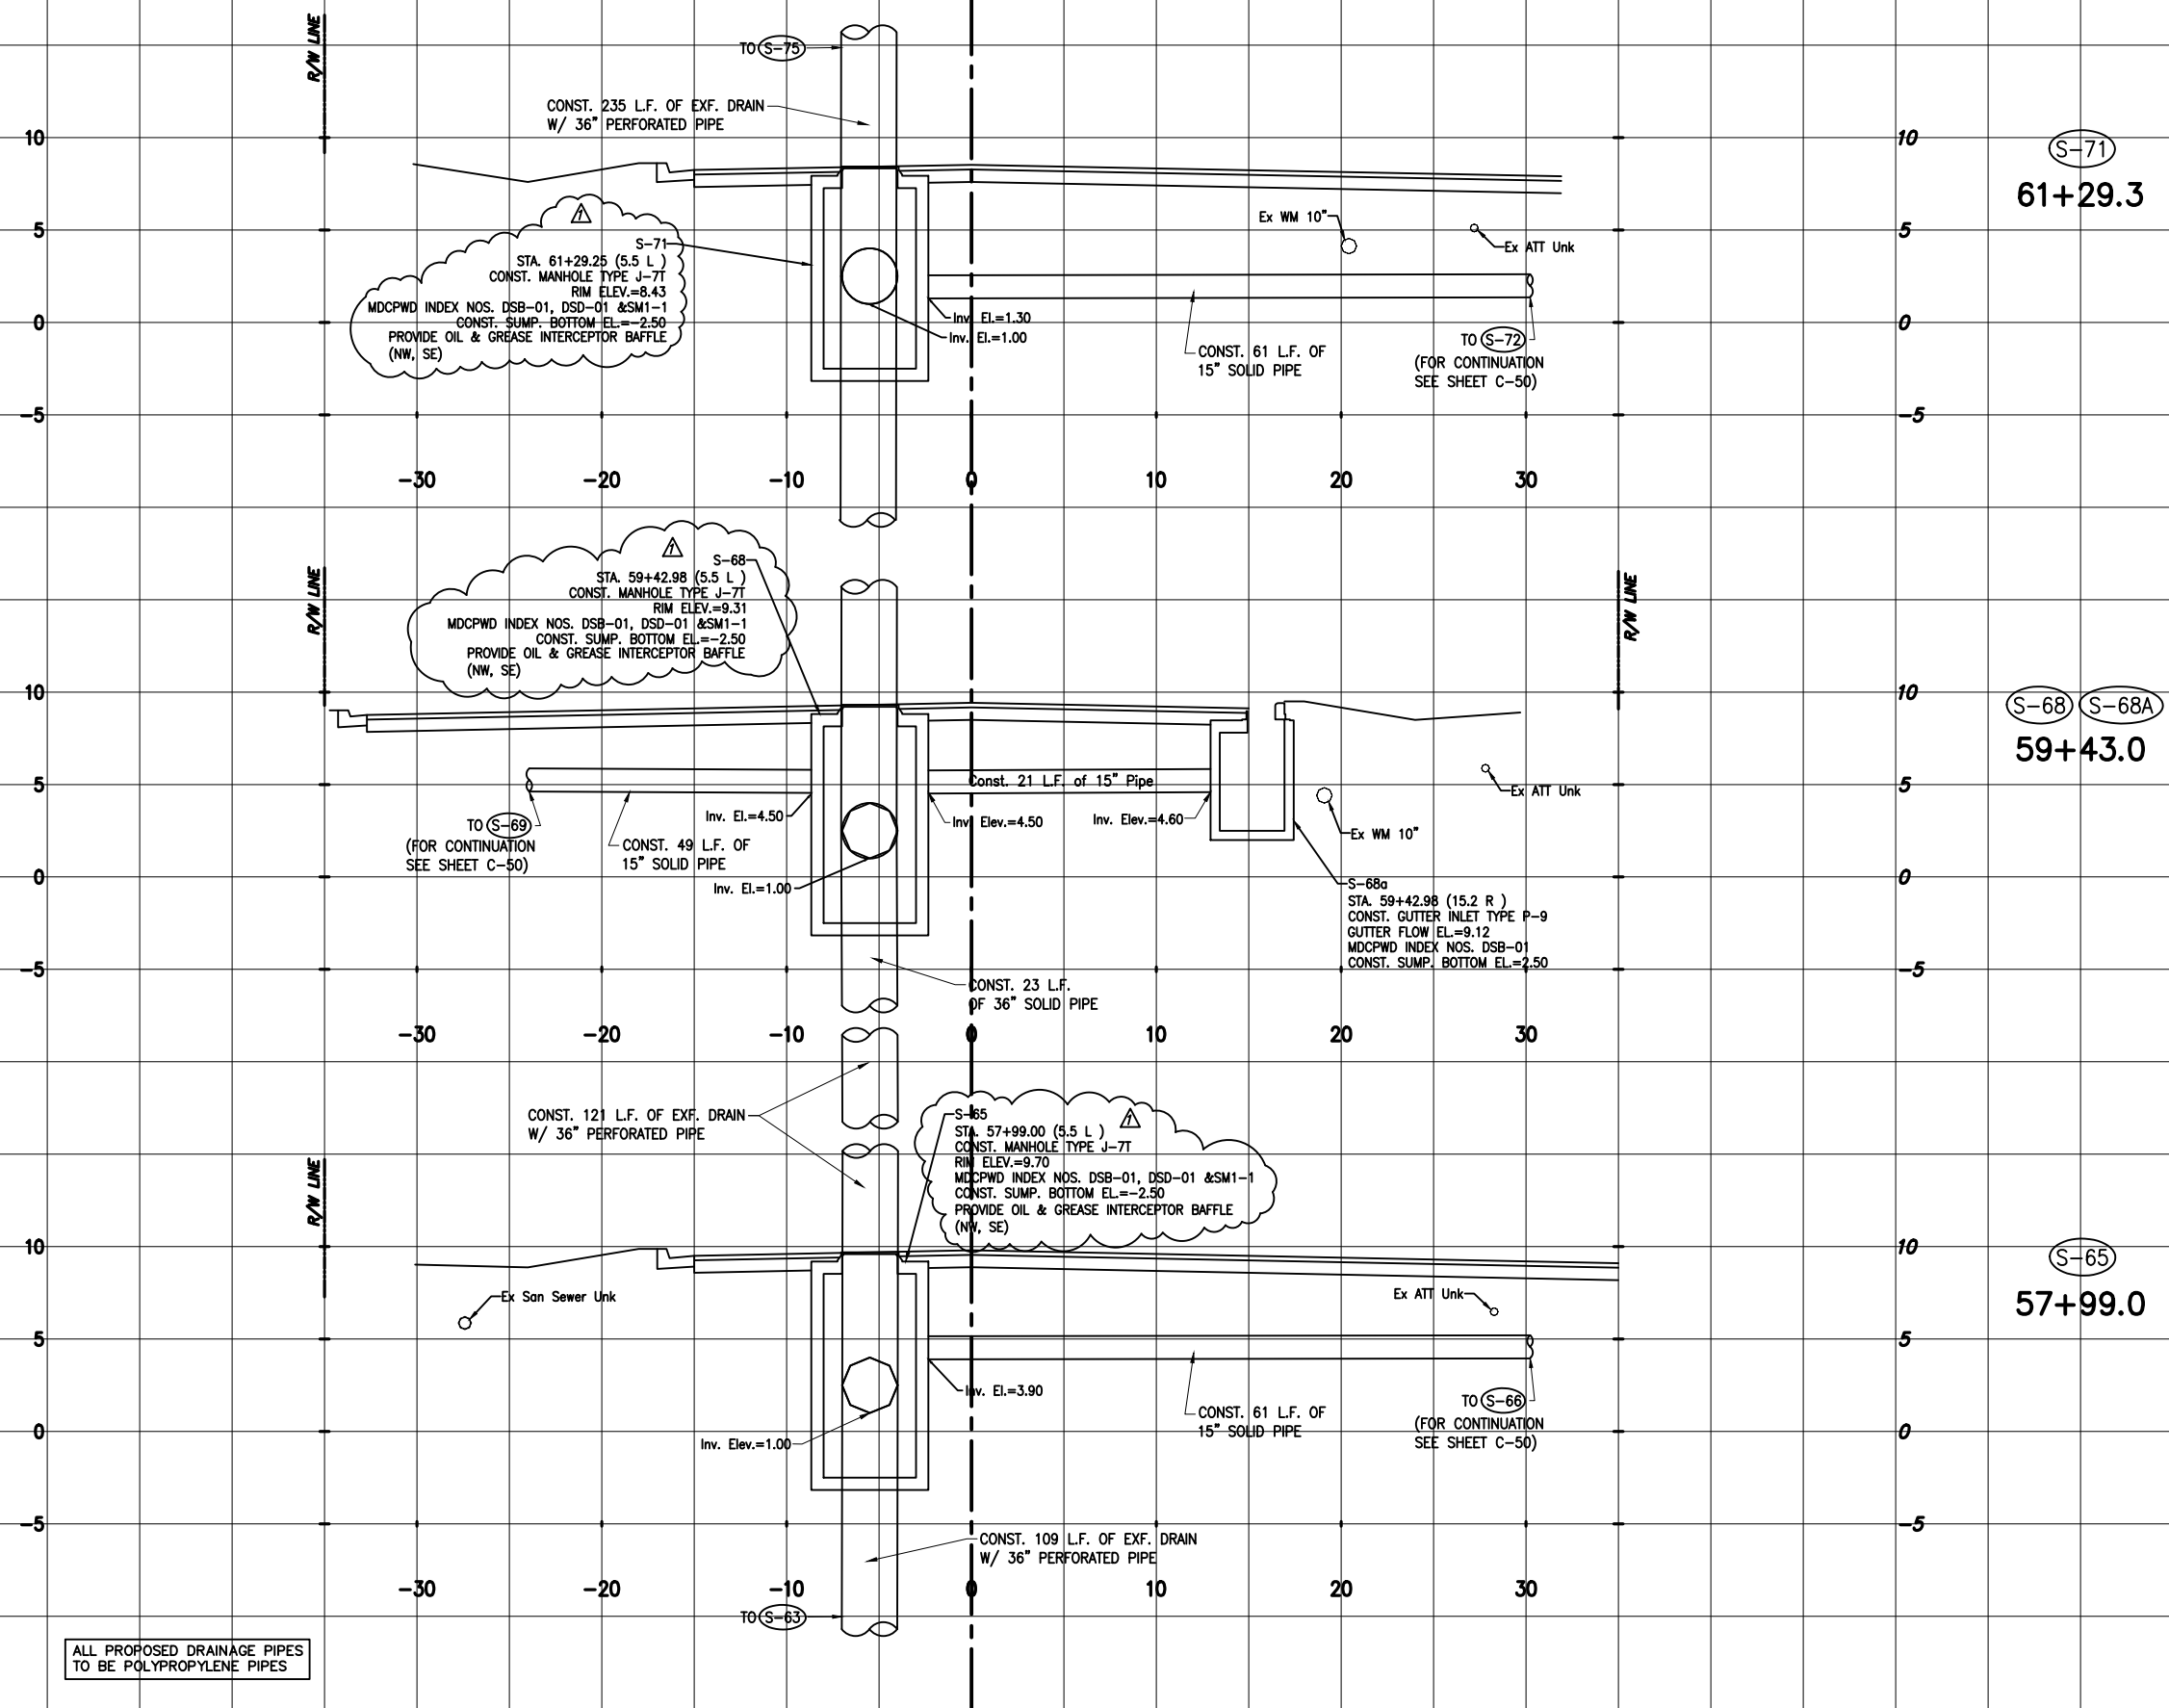 R/W LINE
TO S-75
CONST. 235 L.F. OF EXF. DRAIN
W/ 36" PERFORATED PIPE
10
10
S-71
61+29.3
1
S-71
STA. 61+29.25 (5.5 L )
CONST. MANHOLE TYPE J-7T
RIM ELEV.=8.43
MDCPWD INDEX NOS. DSB-01, DSD-01 &SM1-1
CONST. SUMP. BOTTOM EL.=-2.50
PROVIDE OIL & GREASE INTERCEPTOR BAFFLE
(NW, SE)
Ex WM 10"
Ex ATT Unk
5
5
Inv. El.=1.30
Inv. El.=1.00
0
0
CONST. 61 L.F. OF
15" SOLID PIPE
TO S-72
(FOR CONTINUATION
SEE SHEET C-50)
-5
-5
-30 -20 -10 0 10 20 30
R/W LINE
R/W LINE
1
S-68
STA. 59+42.98 (5.5 L )
CONST. MANHOLE TYPE J-7T
RIM ELEV.=9.31
MDCPWD INDEX NOS. DSB-01, DSD-01 &SM1-1
CONST. SUMP. BOTTOM EL.=-2.50
PROVIDE OIL & GREASE INTERCEPTOR BAFFLE
(NW, SE)
10
10
S-68 S-68A
59+43.0
5
5
Const. 21 L.F. of 15" Pipe
Ex ATT Unk
Inv. El.=4.50
Inv. Elev.=4.50
Inv. Elev.=4.60
TO S-69
(FOR CONTINUATION
SEE SHEET C-50)
CONST. 49 L.F. OF
15" SOLID PIPE
Ex WM 10"
Inv. El.=1.00
0
0
S-68a
STA. 59+42.98 (15.2 R )
CONST. GUTTER INLET TYPE P-9
GUTTER FLOW EL.=9.12
MDCPWD INDEX NOS. DSB-01
CONST. SUMP. BOTTOM EL.=2.50
-5
-5
CONST. 23 L.F.
OF 36" SOLID PIPE
-30 -20 -10 0 10 20 30
CONST. 121 L.F. OF EXF. DRAIN
W/ 36" PERFORATED PIPE
1
S-65
STA. 57+99.00 (5.5 L )
CONST. MANHOLE TYPE J-7T
RIM ELEV.=9.70
MDCPWD INDEX NOS. DSB-01, DSD-01 &SM1-1
CONST. SUMP. BOTTOM EL.=-2.50
PROVIDE OIL & GREASE INTERCEPTOR BAFFLE
(NW, SE)
R/W LINE
10
10
S-65
57+99.0
Ex San Sewer Unk
Ex ATT Unk
5
5
Inv. El.=3.90
CONST. 61 L.F. OF
15" SOLID PIPE
TO S-66
(FOR CONTINUATION
SEE SHEET C-50)
0
0
Inv. Elev.=1.00
-5
-5
CONST. 109 L.F. OF EXF. DRAIN
W/ 36" PERFORATED PIPE
-30 -20 -10 0 10 20 30
TO S-63
ALL PROPOSED DRAINAGE PIPES
TO BE POLYPROPYLENE PIPES